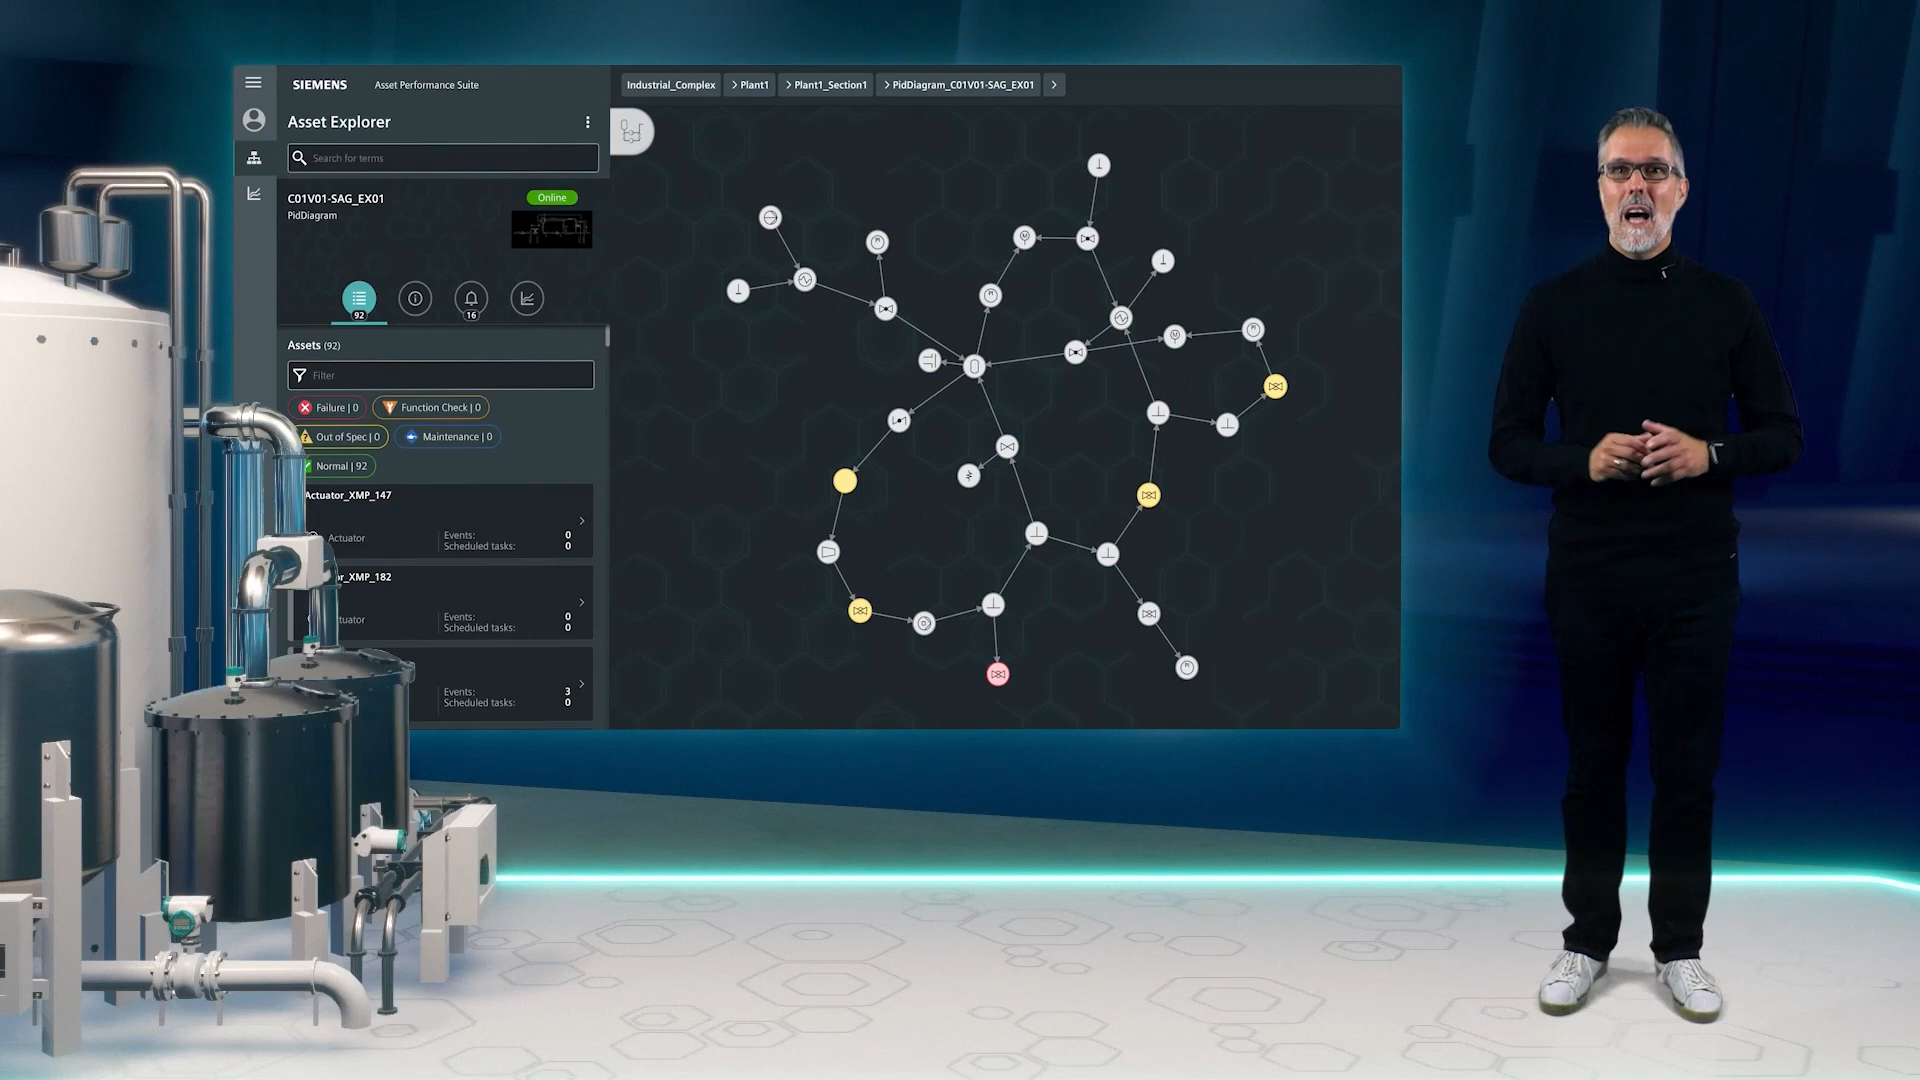 SIEMENS Asset Performance Suite
Industrial_Complex > Plant1 > Plant1_Section1 > PidDiagram_C01V01-SAG_EX01 >
Asset Explorer
Search for terms
C01V01-SAG_EX01
Online
PidDiagram
92
16
Assets (92)
Filter
Failure | 0
Function Check | 0
Out of Spec | 0
Maintenance | 0
Normal | 92
Actuator_XMP_147
Actuator
Events: 0
Scheduled tasks: 0
or_XMP_182
tuator
Events: 0
Scheduled tasks: 0
Events: 3
Scheduled tasks: 0